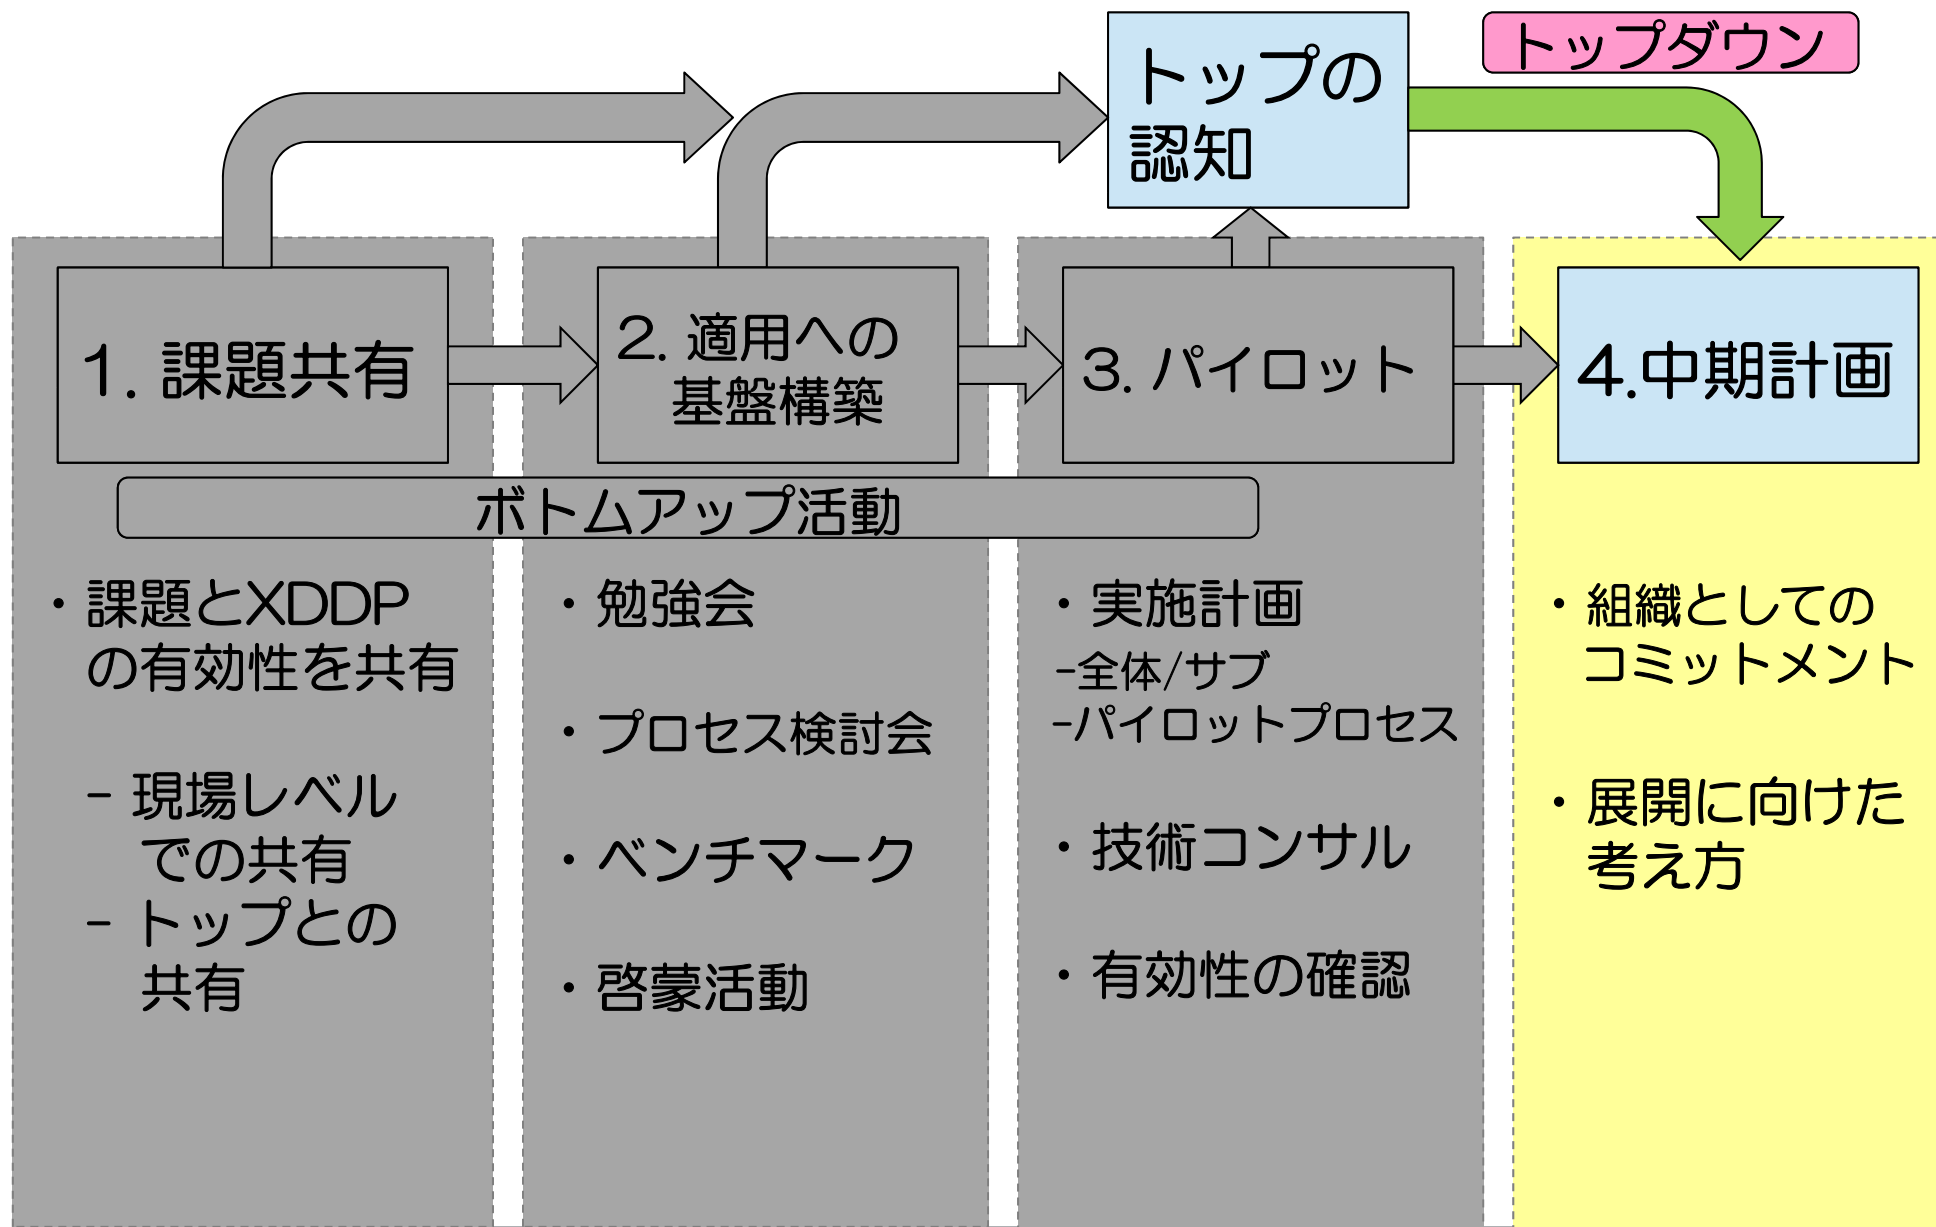 トップダウン
トップの
認知
1. 課題共有
2. 適用への
基盤構築
3. パイロット
4.中期計画
ボトムアップ活動
・課題とXDDP
の有効性を共有
- 現場レベル
での共有
- トップとの
共有
・勉強会
・プロセス検討会
・ベンチマーク
・啓蒙活動
・実施計画
-全体/サブ
-パイロットプロセス
・技術コンサル
・有効性の確認
・組織としての
コミットメント
・展開に向けた
考え方